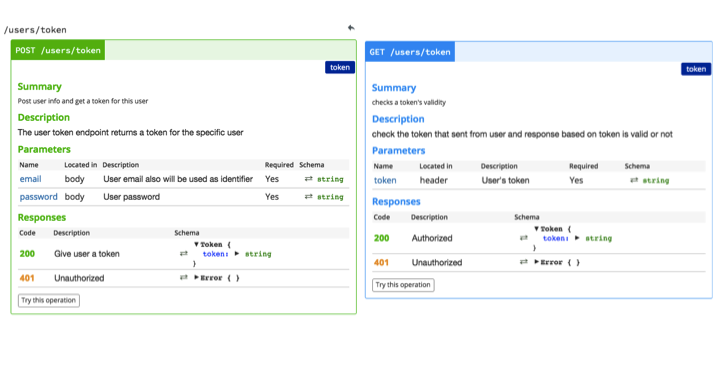 /users/token
POST /users/token
token
Summary
Post user info and get a token for this user
Description
The user token endpoint returns a token for the specific user
Parameters
Name Located in Description Required Schema
email body User email also will be used as identifier Yes ⇄ string
password body User password Yes ⇄ string
Responses
Code Description Schema
200 Give user a token ⇄ ▼Token {
token: ► string
}
401 Unauthorized ⇄ ►Error { }
Try this operation
GET /users/token
token
Summary
checks a token's validity
Description
check the token that sent from user and response based on token is valid or not
Parameters
Name Located in Description Required Schema
token header User's token Yes ⇄ string
Responses
Code Description Schema
200 Authorized ⇄ ▼Token {
token: ► string
}
401 Unauthorized ⇄ ►Error { }
Try this operation